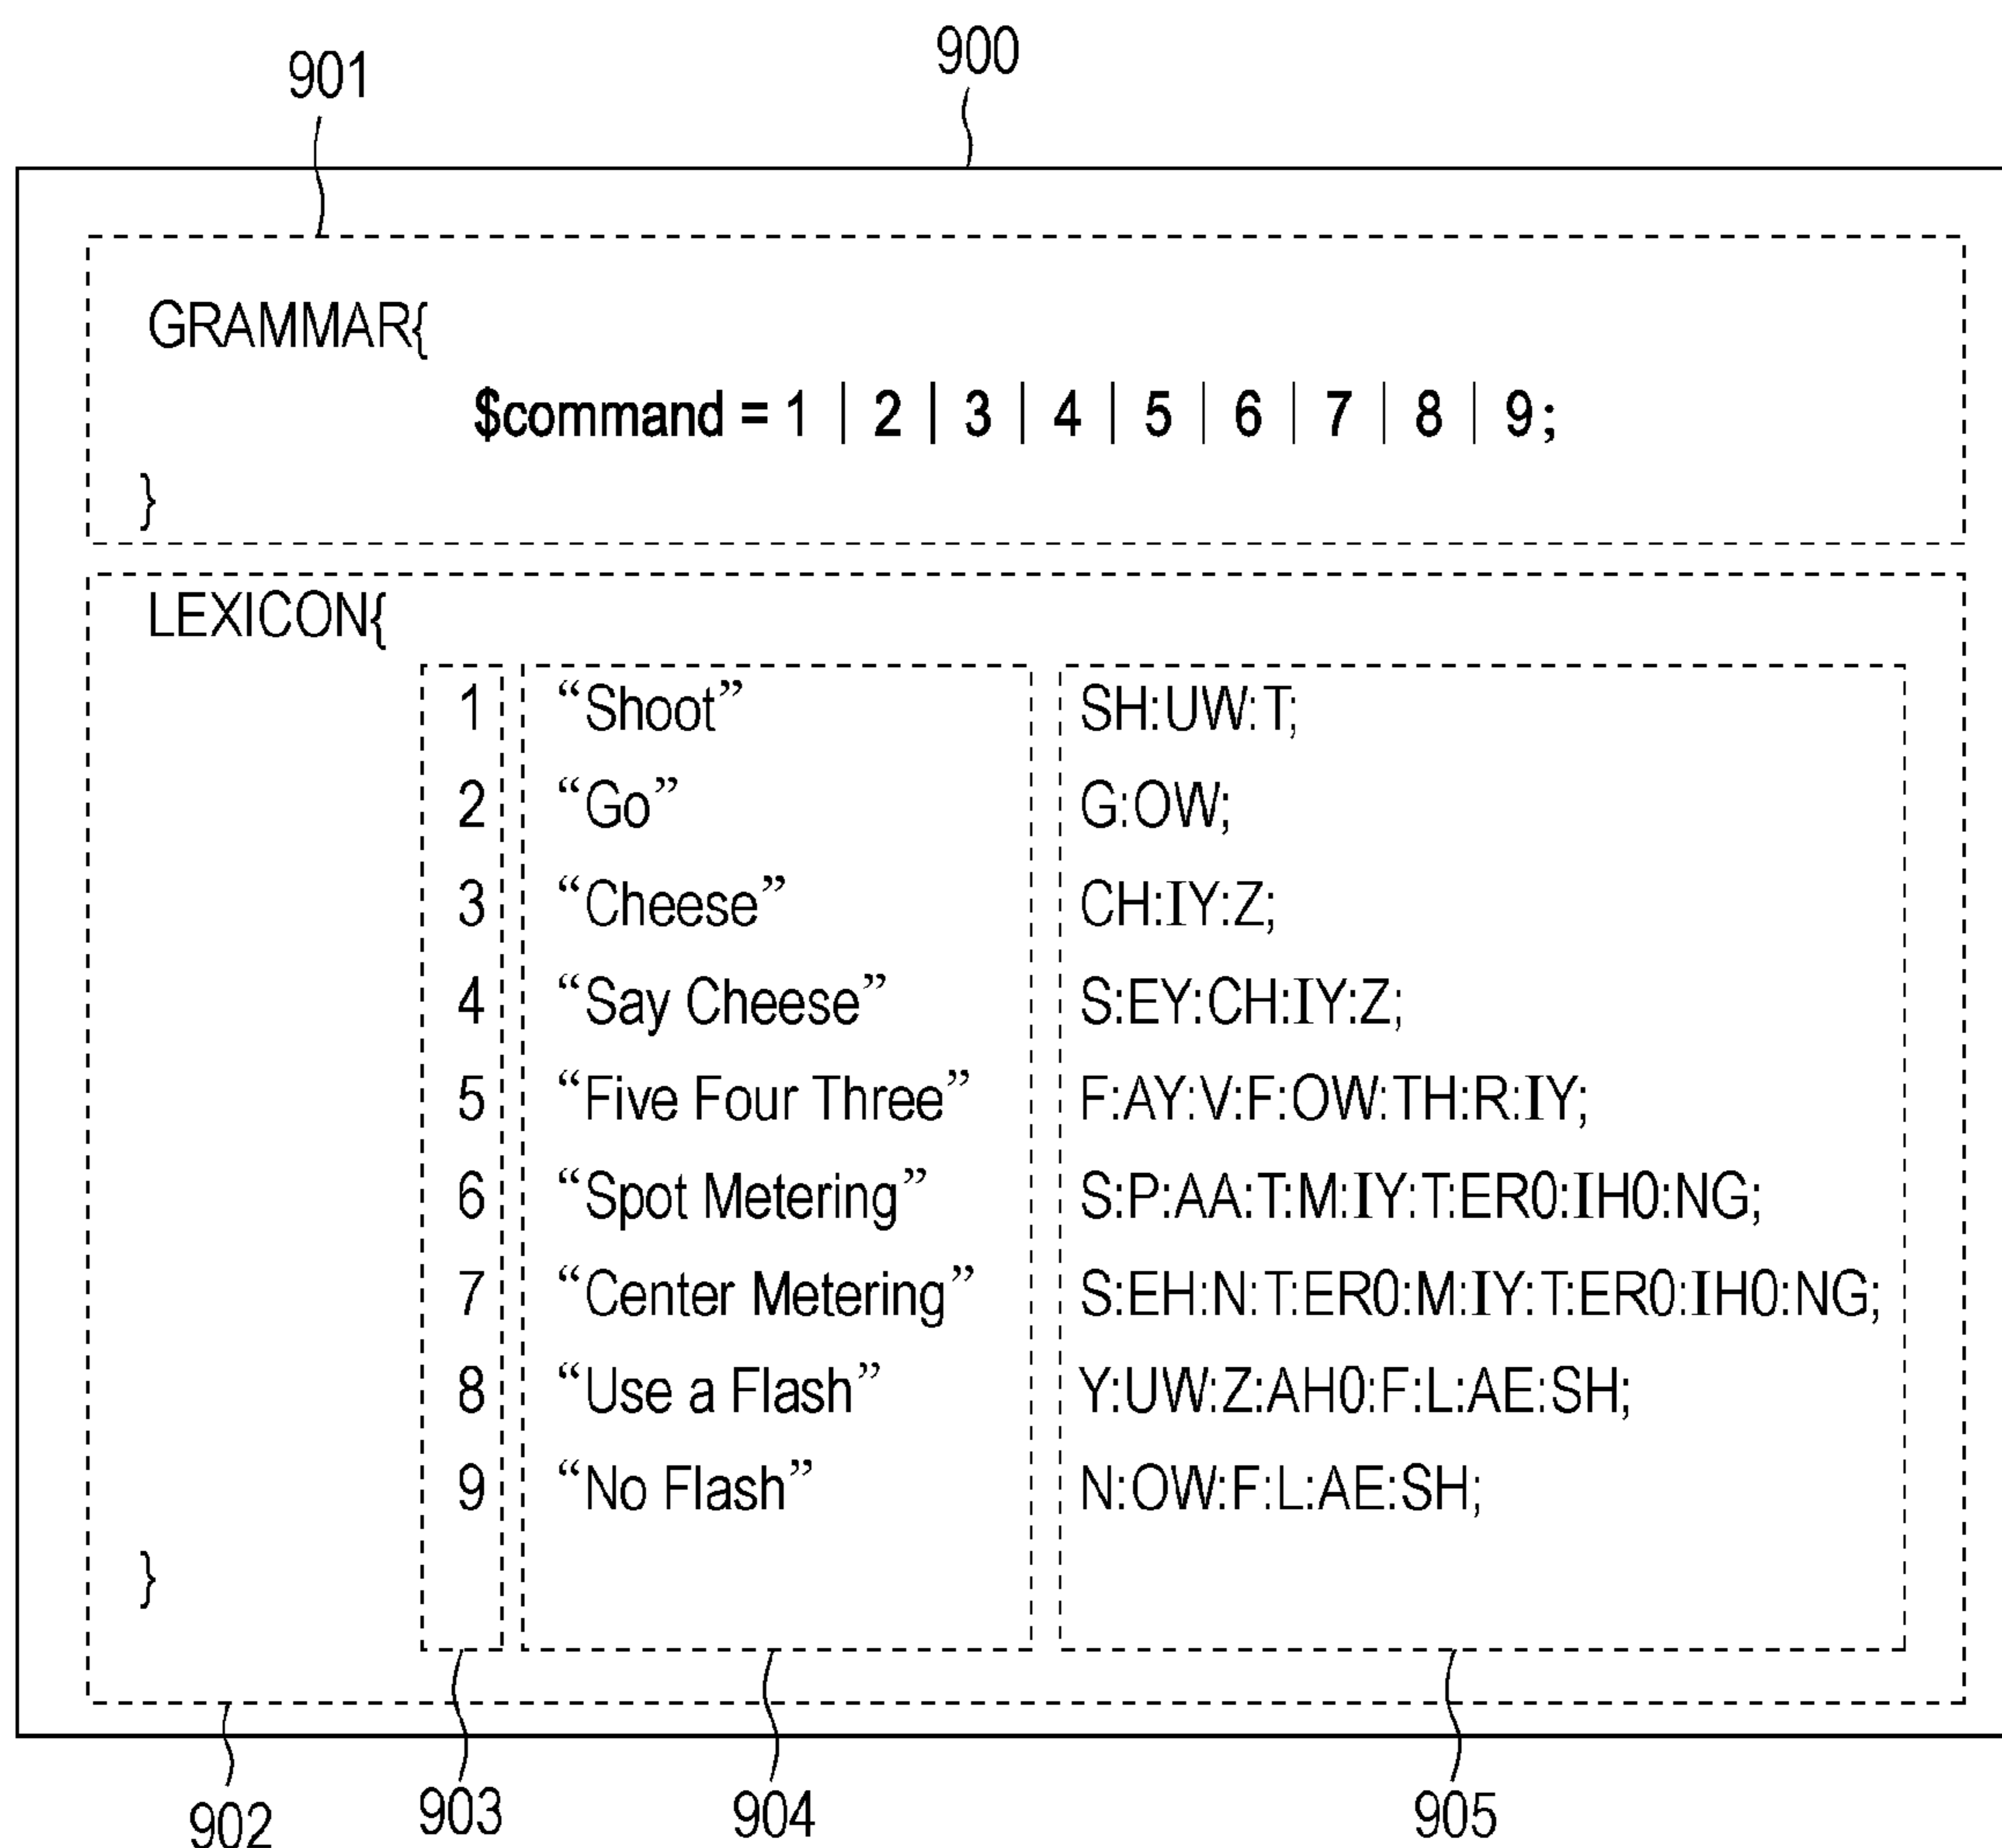 900
901
GRAMMAR{
$command = 1 | 2 | 3 | 4 | 5 | 6 | 7 | 8 | 9;
}
LEXICON{
1 “Shoot” SH:UW:T;
2 “Go” G:OW;
3 “Cheese” CH:IY:Z;
4 “Say Cheese” S:EY:CH:IY:Z;
5 “Five Four Three” F:AY:V:F:OW:TH:R:IY;
6 “Spot Metering” S:P:AA:T:M:IY:T:ER0:IH0:NG;
7 “Center Metering” S:EH:N:T:ER0:M:IY:T:ER0:IH0:NG;
8 “Use a Flash” Y:UW:Z:AH0:F:L:AE:SH;
9 “No Flash” N:OW:F:L:AE:SH;
}
902 903 904 905